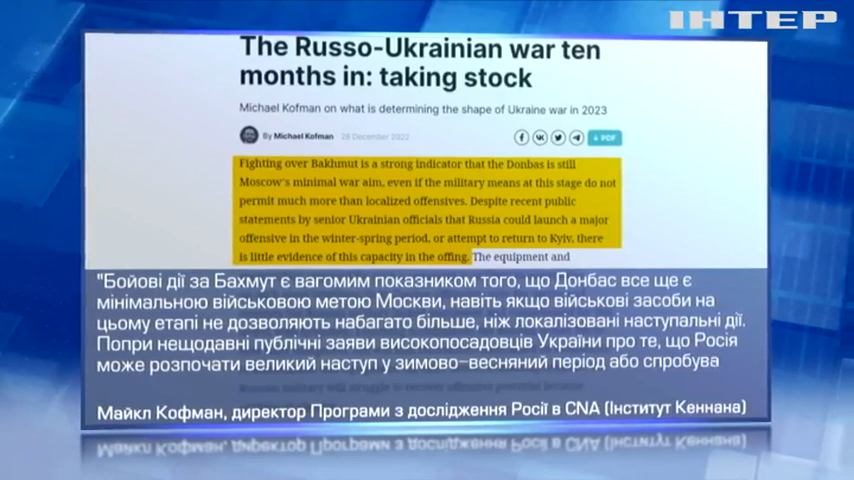 ІНТЕР
The Russo-Ukrainian war ten
months in: taking stock
Michael Kofman on what is determining the shape of Ukraine war in 2023
By Michael Kofman 26 December 2022
PDF
Fighting over Bakhmut is a strong indicator that the Donbas is still
Moscow's minimal war aim, even if the military means at this stage do not
permit much more than localized offensives. Despite recent public
statements by senior Ukrainian officials that Russia could launch a major
offensive in the winter-spring period, or attempt to return to Kyiv, there
is little evidence of this capacity in the offing. The equipment and
"Бойові дії за Бахмут є вагомим показником того, що Донбас все ще є
мінімальною військовою метою Москви, навіть якщо військові засоби на
цьому етапі не дозволяють набагато більше, ніж локалізовані наступальні дії.
Попри нещодавні публічні заяви високопосадовців України про те, що Росія
може розпочати великий наступ у зимово-весняний період або спробува
Майкл Кофман, директор Програми з дослідження Росії в CNA (Інститут Кеннана)